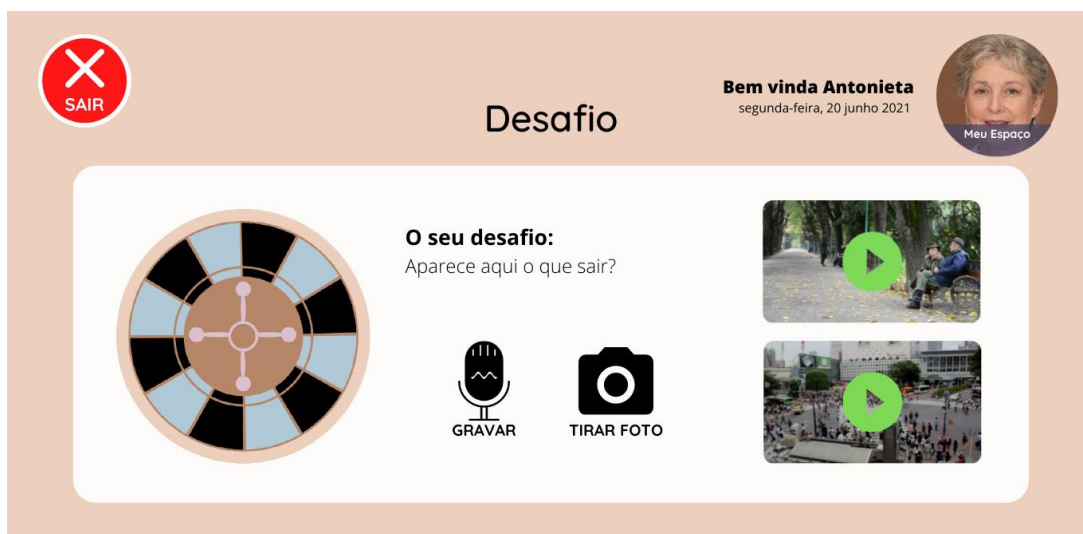 SAIR
Desafio
Bem vinda Antonieta
segunda-feira, 20 junho 2021
Meu Espaço
O seu desafio:
Aparece aqui o que sair?
GRAVAR
TIRAR FOTO